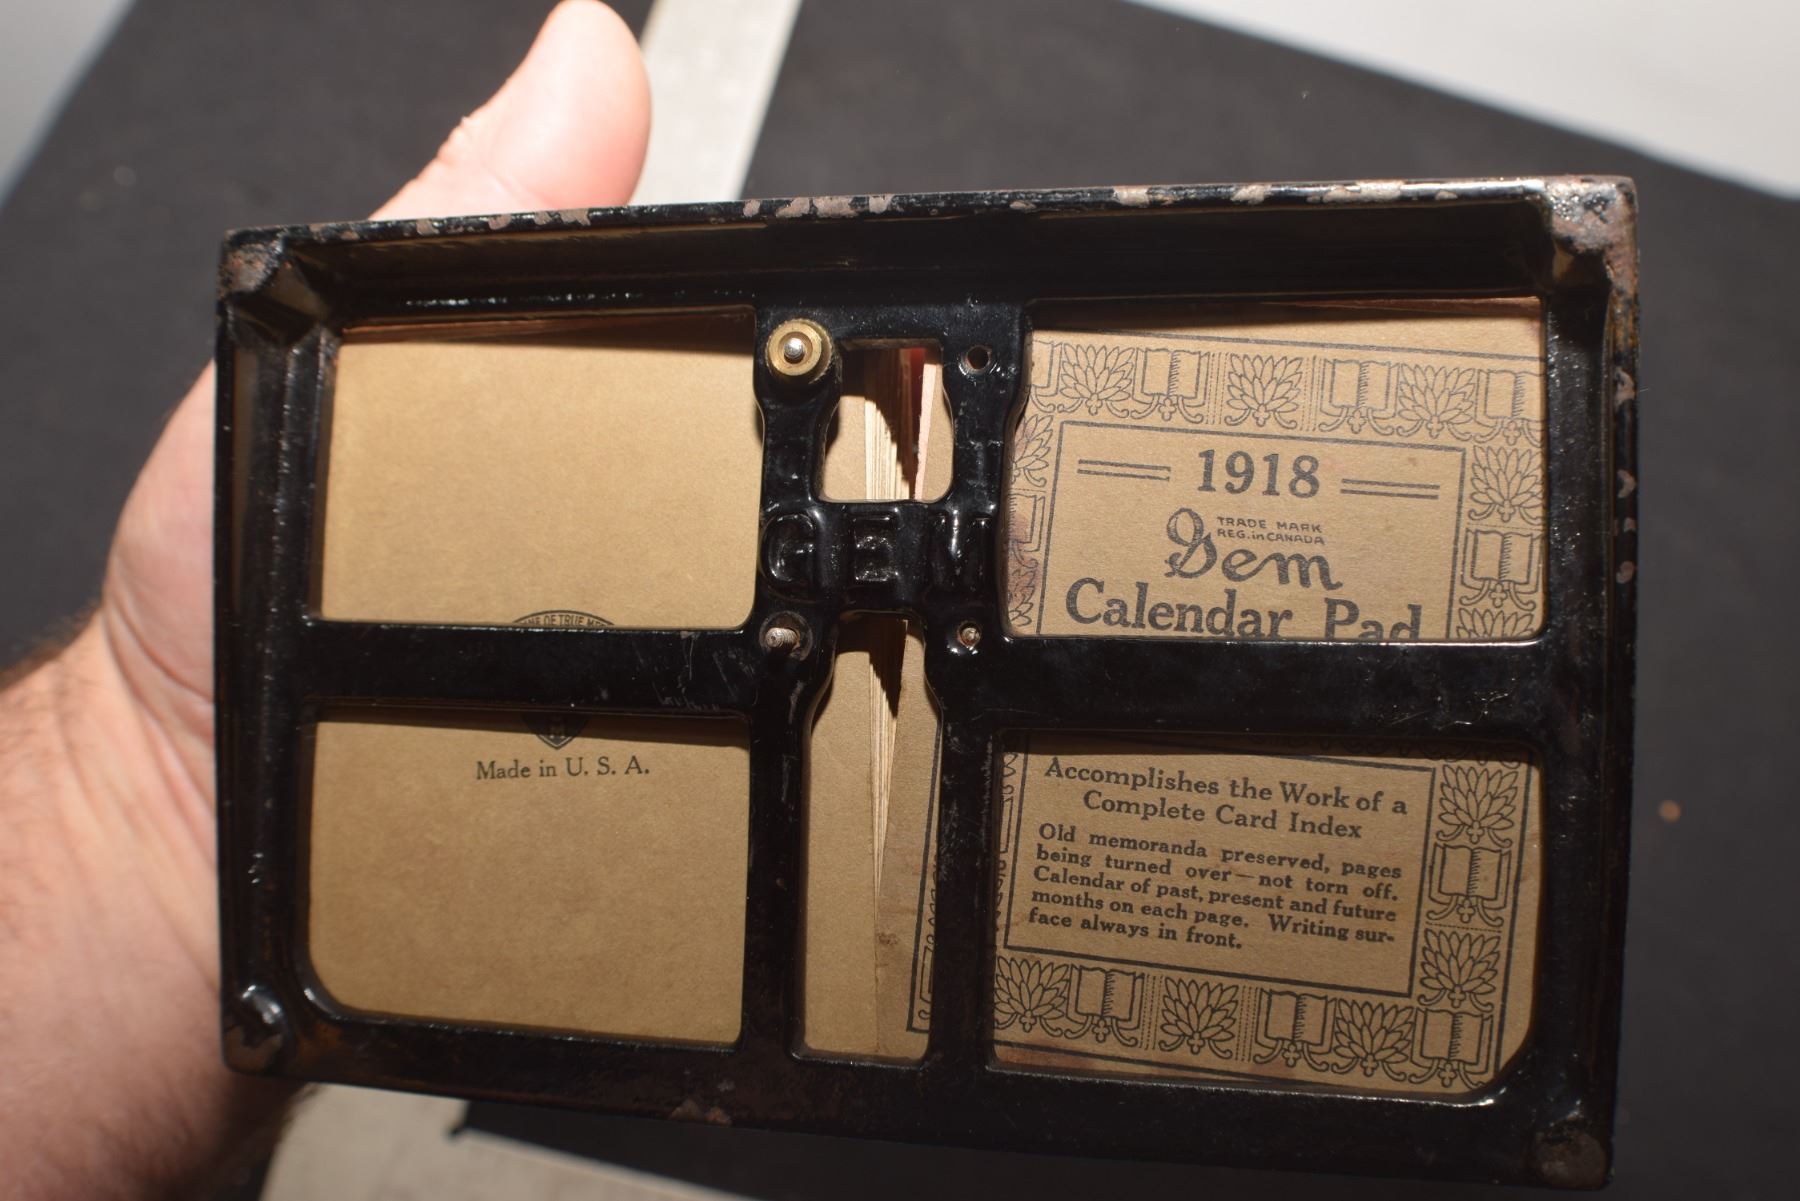 GEM
OF TRUE
Made in U. S. A.
1918
Gem
TRADE MARK
REG. in CANADA
Calendar Pad
Accomplishes the Work of a
Complete Card Index
Old memoranda preserved, pages
being turned over—not torn off.
Calendar of past, present and future
months on each page. Writing sur-
face always in front.